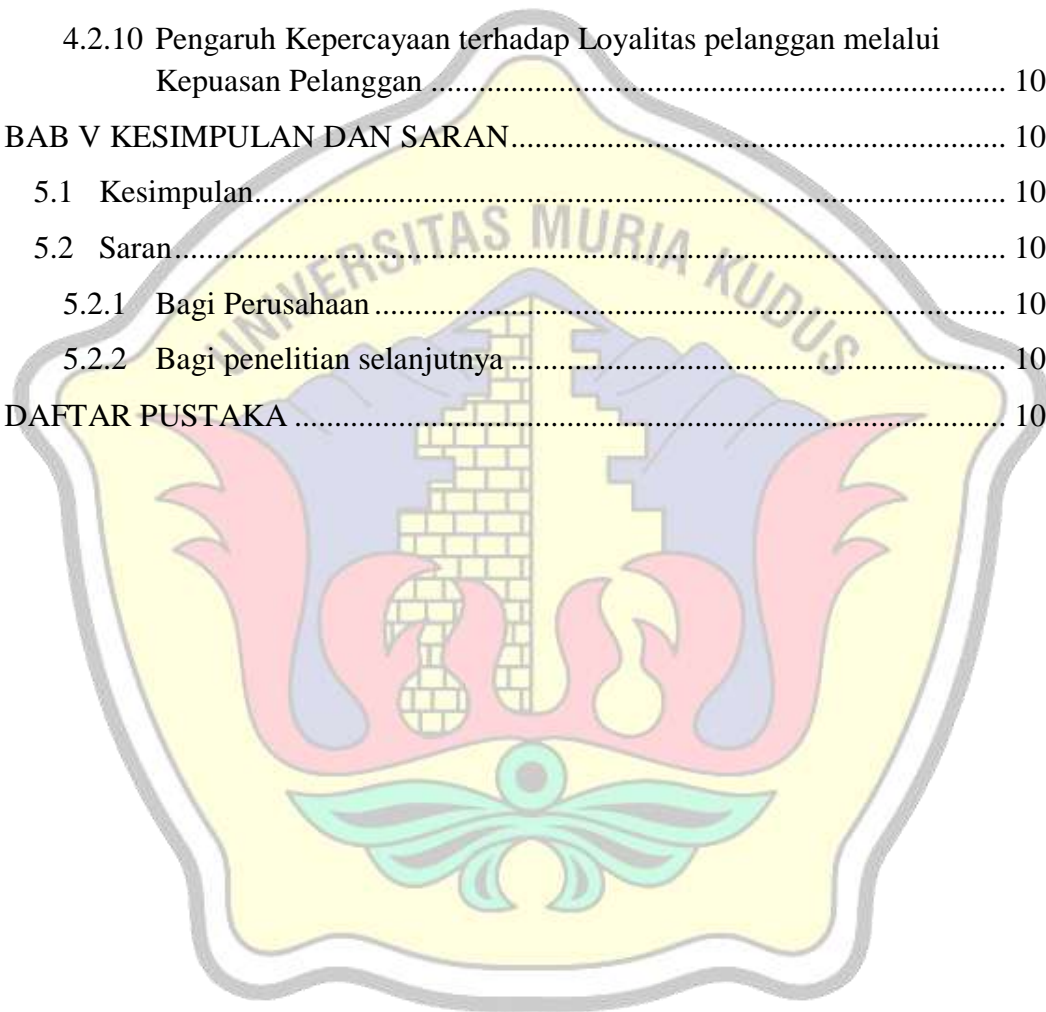 4.2.10 Pengaruh Kepercayaan terhadap Loyalitas pelanggan melalui
Kepuasan Pelanggan ........................................................................ 10
BAB V KESIMPULAN DAN SARAN.............................................................. 10
5.1 Kesimpulan.............................................................................................. 10
5.2 Saran........................................................................................................ 10
5.2.1 Bagi Perusahaan ............................................................................... 10
5.2.2 Bagi penelitian selanjutnya .............................................................. 10
DAFTAR PUSTAKA ......................................................................................... 10
UNIVERSITAS MURIA KUDUS